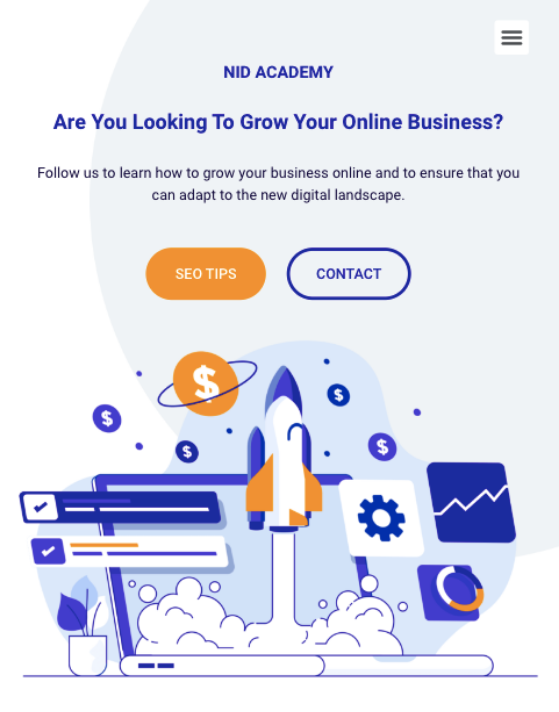 NID ACADEMY
Are You Looking To Grow Your Online Business?
Follow us to learn how to grow your business online and to ensure that you
can adapt to the new digital landscape.
SEO TIPS
CONTACT
$
$
$
$
$